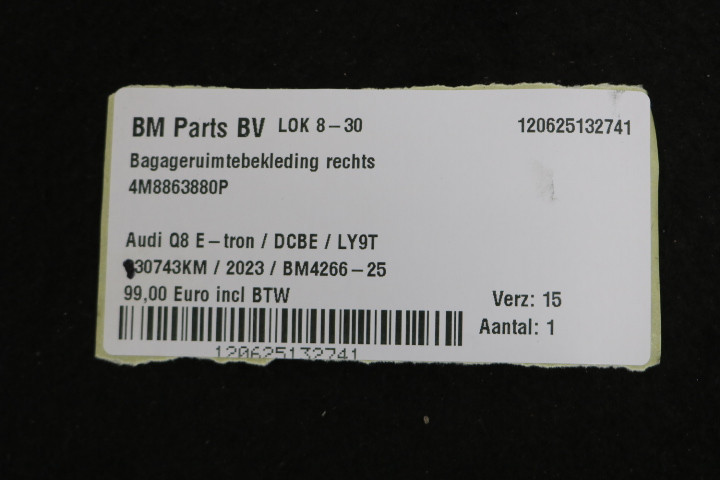 BM Parts BV LOK 8-30 120625132741
Bagageruimtebekleding rechts
4M8863880P
Audi Q8 E-tron / DCBE / LY9T
30743KM / 2023 / BM4266-25
99,00 Euro incl BTW
Verz: 15
Aantal: 1
120625132741